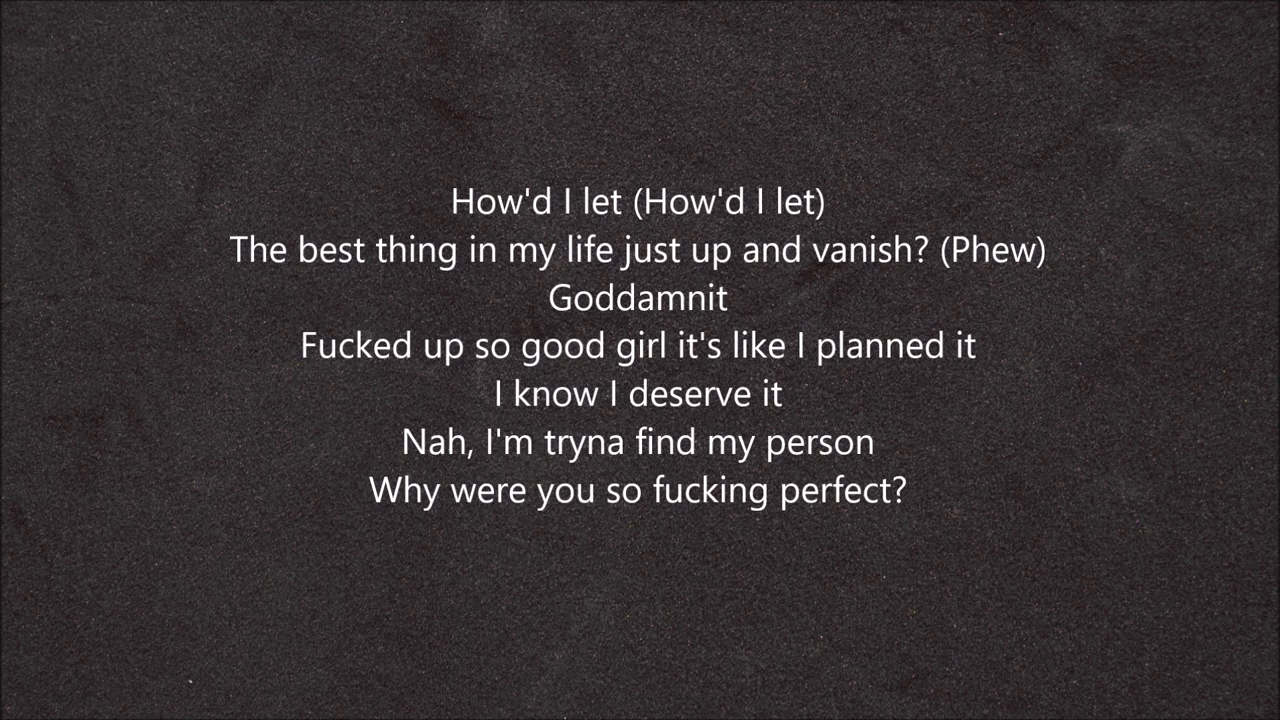 How'd I let (How'd I let)
The best thing in my life just up and vanish? (Phew)
Goddamnit
Fucked up so good girl it's like I planned it
I know I deserve it
Nah, I'm tryna find my person
Why were you so fucking perfect?